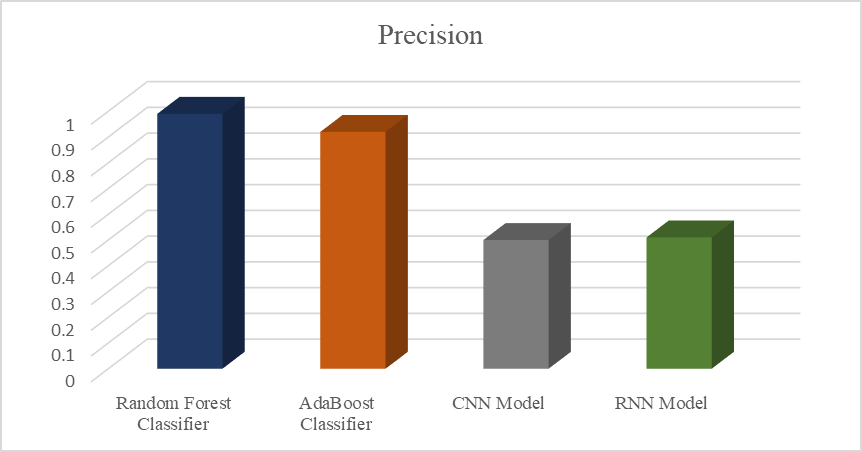 Precision
1
0.9
0.8
0.7
0.6
0.5
0.4
0.3
0.2
0.1
0
Random Forest
Classifier
AdaBoost
Classifier
CNN Model
RNN Model